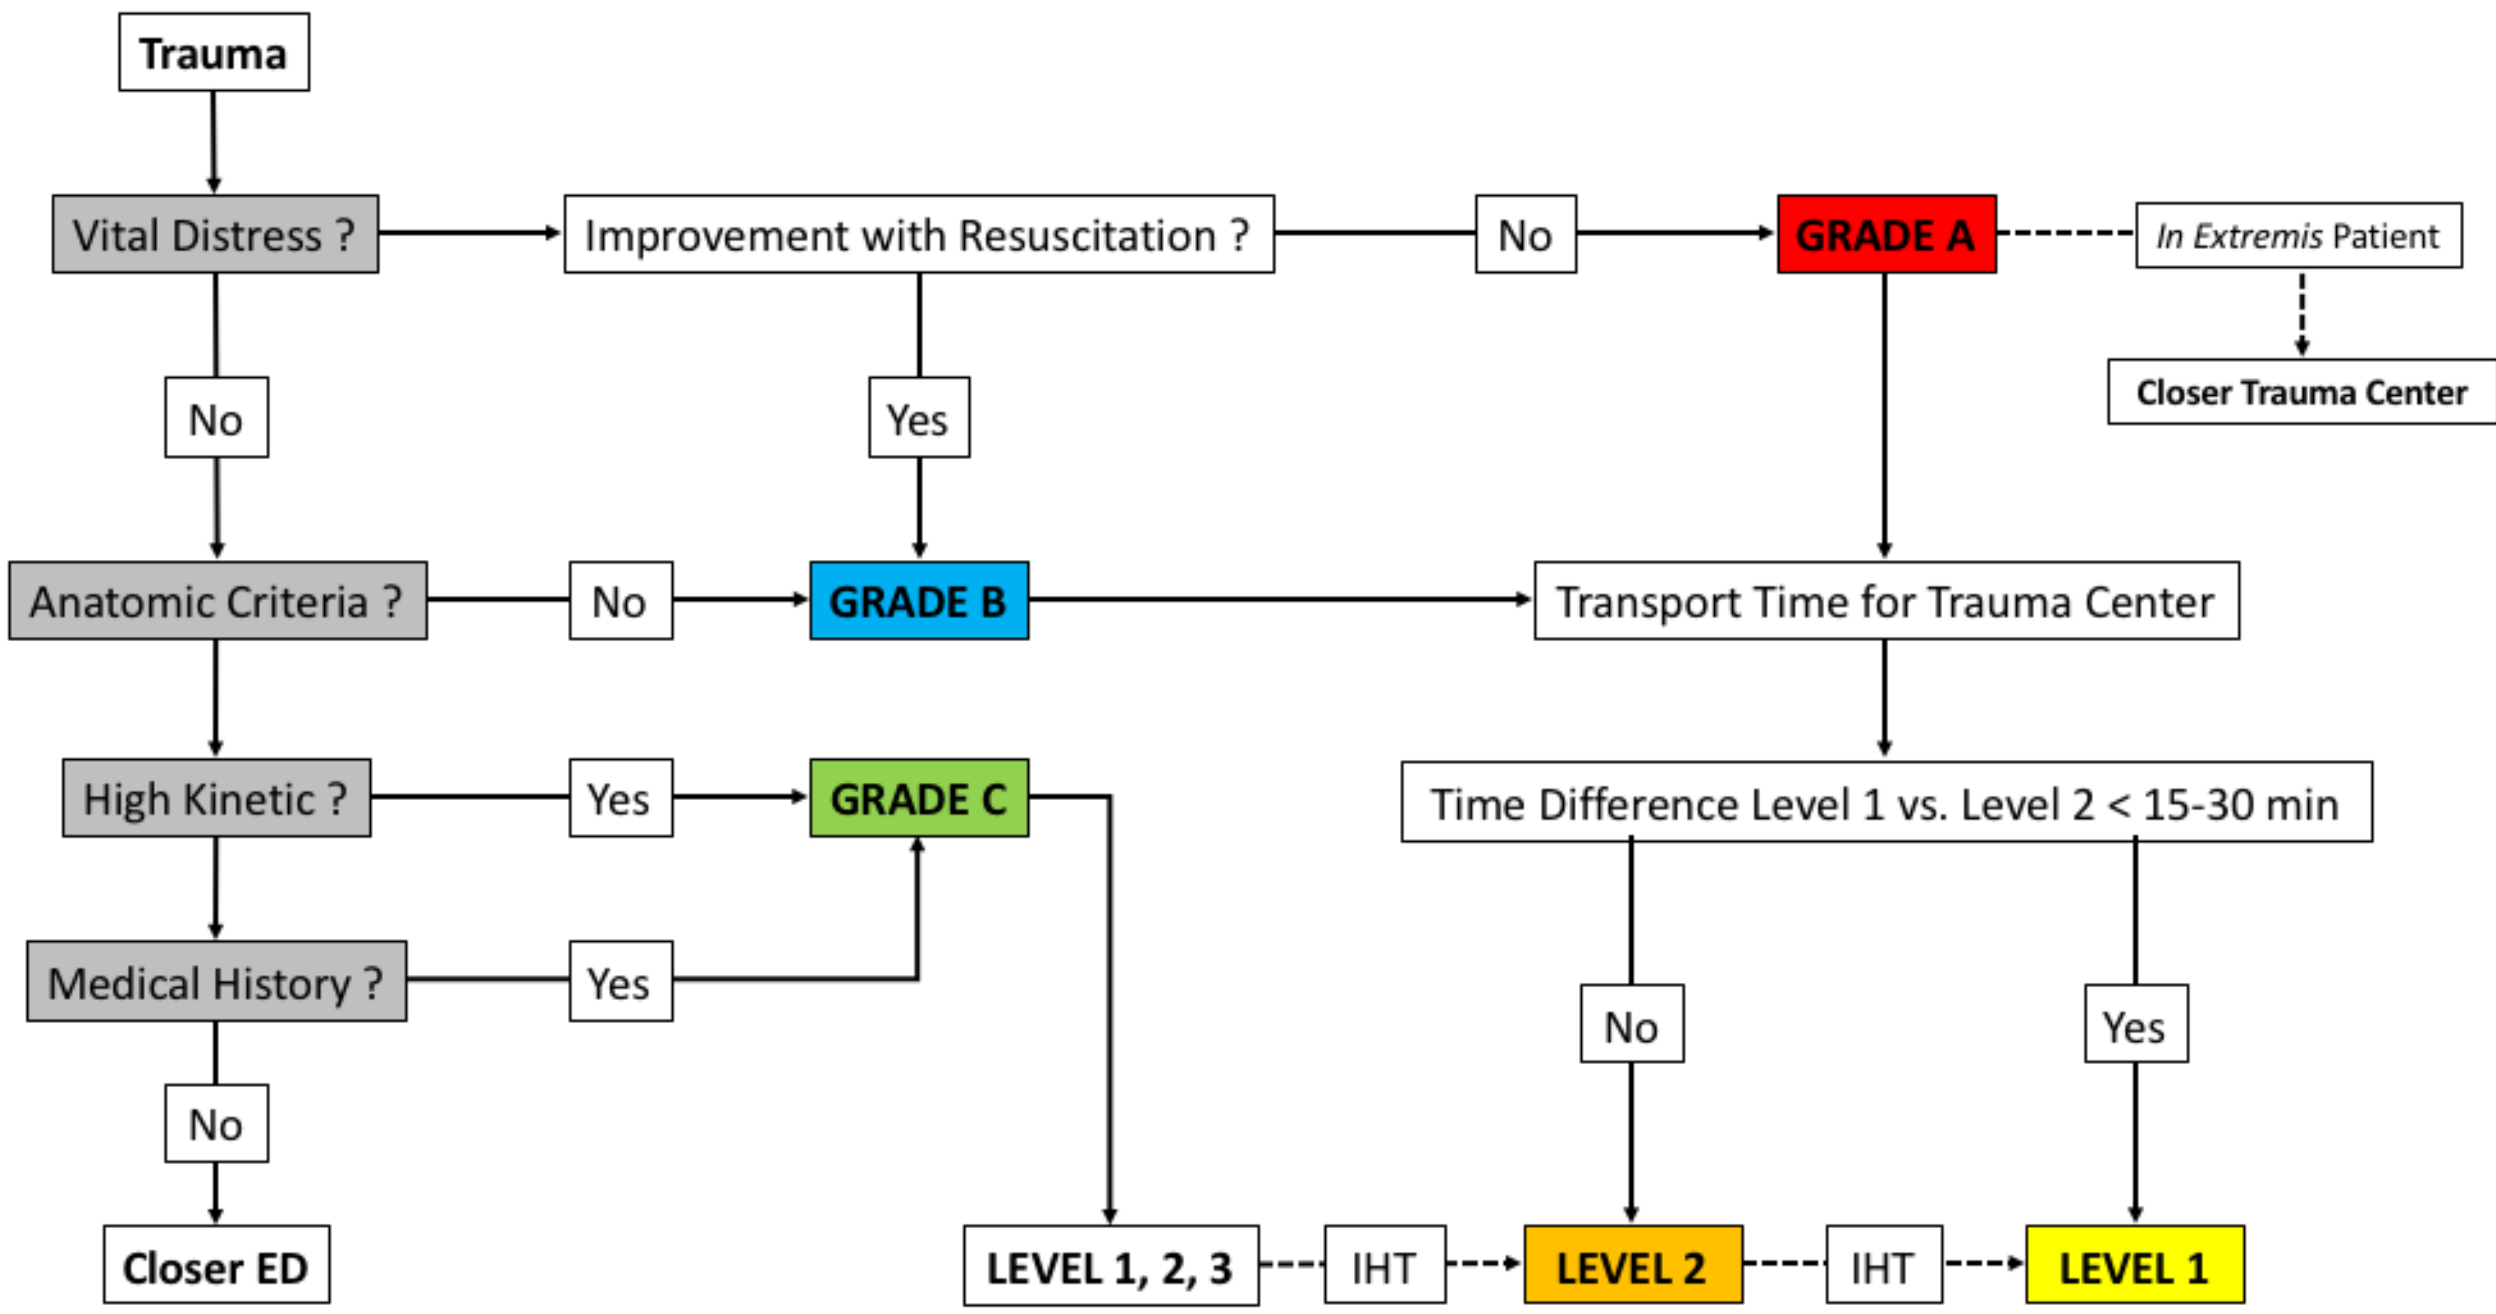 Trauma
Vital Distress ?
Improvement with Resuscitation ?
No
GRADE A
In Extremis Patient
Closer Trauma Center
No
Yes
Anatomic Criteria ?
No
GRADE B
Transport Time for Trauma Center
High Kinetic ?
Yes
GRADE C
Time Difference Level 1 vs. Level 2 < 15-30 min
Medical History ?
Yes
No
Yes
No
Closer ED
LEVEL 1, 2, 3
IHT
LEVEL 2
IHT
LEVEL 1